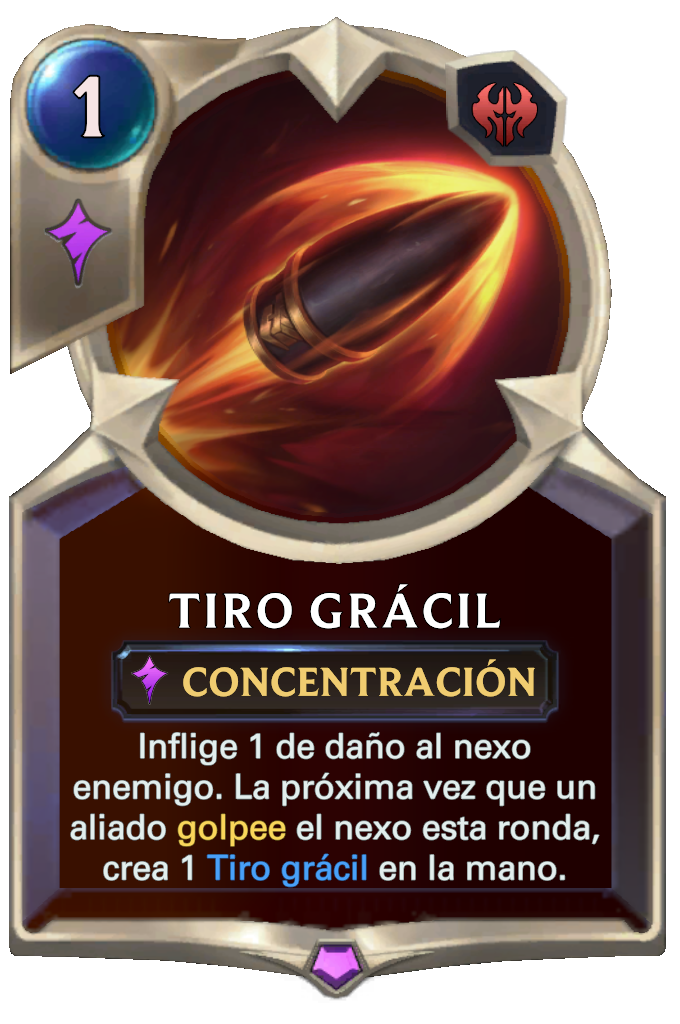 1
TIRO GRÁCIL
CONCENTRACIÓN
Inflige 1 de daño al nexo
enemigo. La próxima vez que un
aliado golpee el nexo esta ronda,
crea 1 Tiro grácil en la mano.